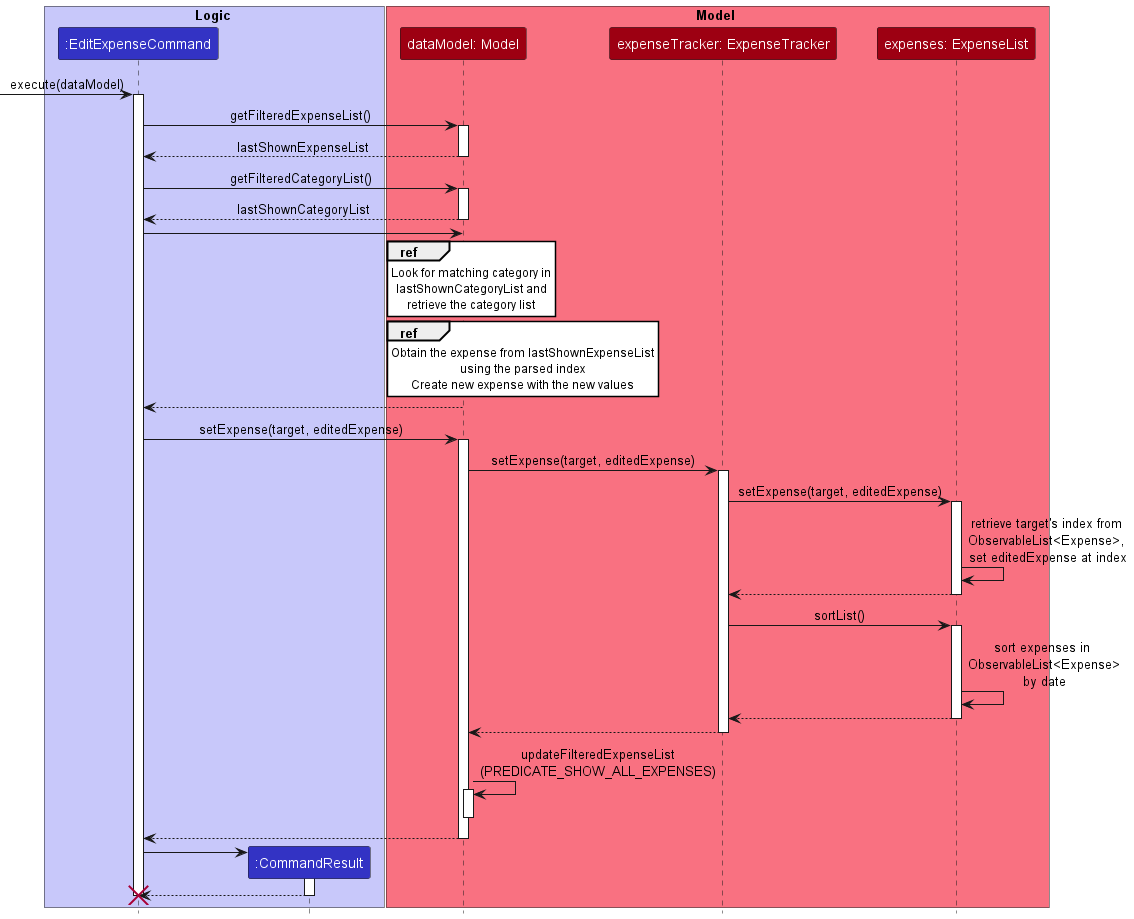 Logic
Model
:EditExpenseCommand
dataModel: Model
expenseTracker: ExpenseTracker
expenses: ExpenseList
execute(dataModel)
getFilteredExpenseList()
lastShownExpenseList
getFilteredCategoryList()
lastShownCategoryList
ref
Look for matching category in
lastShownCategoryList and
retrieve the category list
ref
Obtain the expense from lastShownExpenseList
using the parsed index
Create new expense with the new values
setExpense(target, editedExpense)
setExpense(target, editedExpense)
setExpense(target, editedExpense)
retrieve target's index from
ObservableList<Expense>,
set editedExpense at index
sortList()
sort expenses in
ObservableList<Expense>
by date
updateFilteredExpenseList
(PREDICATE_SHOW_ALL_EXPENSES)
:CommandResult